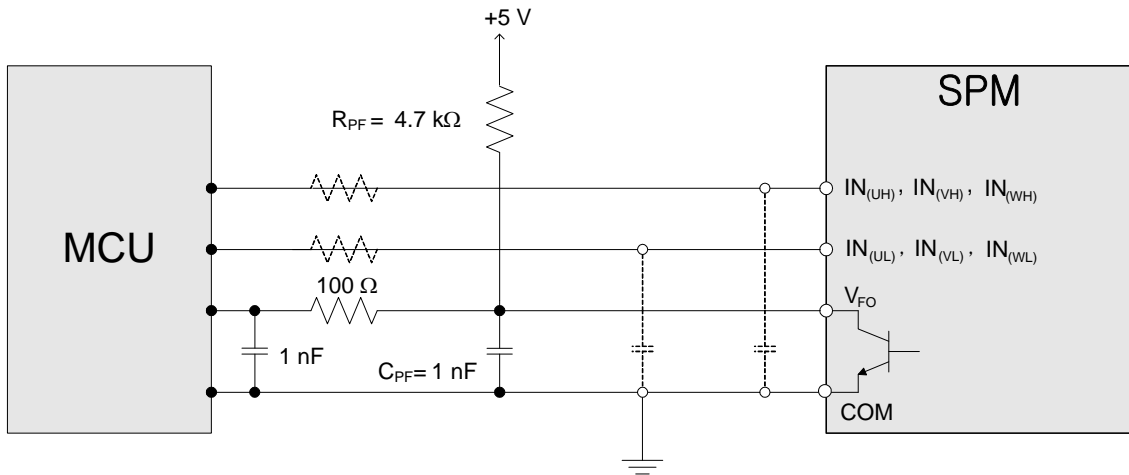 +5 V
SPM
R_PF = 4.7 kΩ
IN_(UH), IN_(VH), IN_(WH)
MCU
IN_(UL), IN_(VL), IN_(WL)
100 Ω
V_FO
1 nF
C_PF = 1 nF
COM